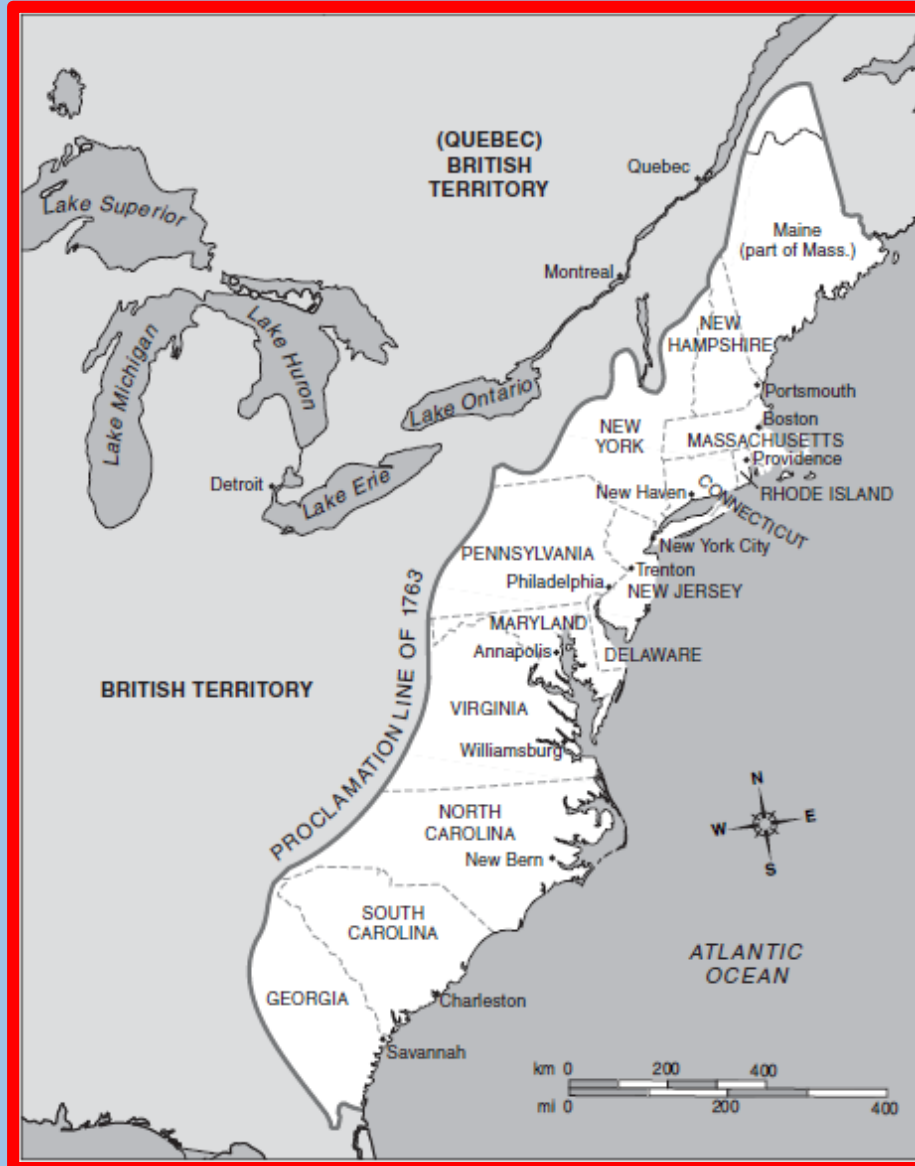 (QUEBEC)
BRITISH
TERRITORY
Quebec
Lake Superior
Maine
(part of Mass.)
Montreal
Lake Michigan
Lake Huron
NEW
HAMPSHIRE
Lake Ontario
Portsmouth
NEW
YORK
Boston
MASSACHUSETTS
Providence
Detroit
Lake Erie
New Haven
CONNECTICUT
RHODE ISLAND
New York City
PENNSYLVANIA
Trenton
Philadelphia
NEW JERSEY
PROCLAMATION LINE OF 1763
MARYLAND
Annapolis
DELAWARE
BRITISH TERRITORY
VIRGINIA
Williamsburg
N
W
E
S
NORTH
CAROLINA
New Bern
SOUTH
CAROLINA
ATLANTIC
OCEAN
GEORGIA
Charleston
Savannah
km 0 200 400
mi 0 200 400